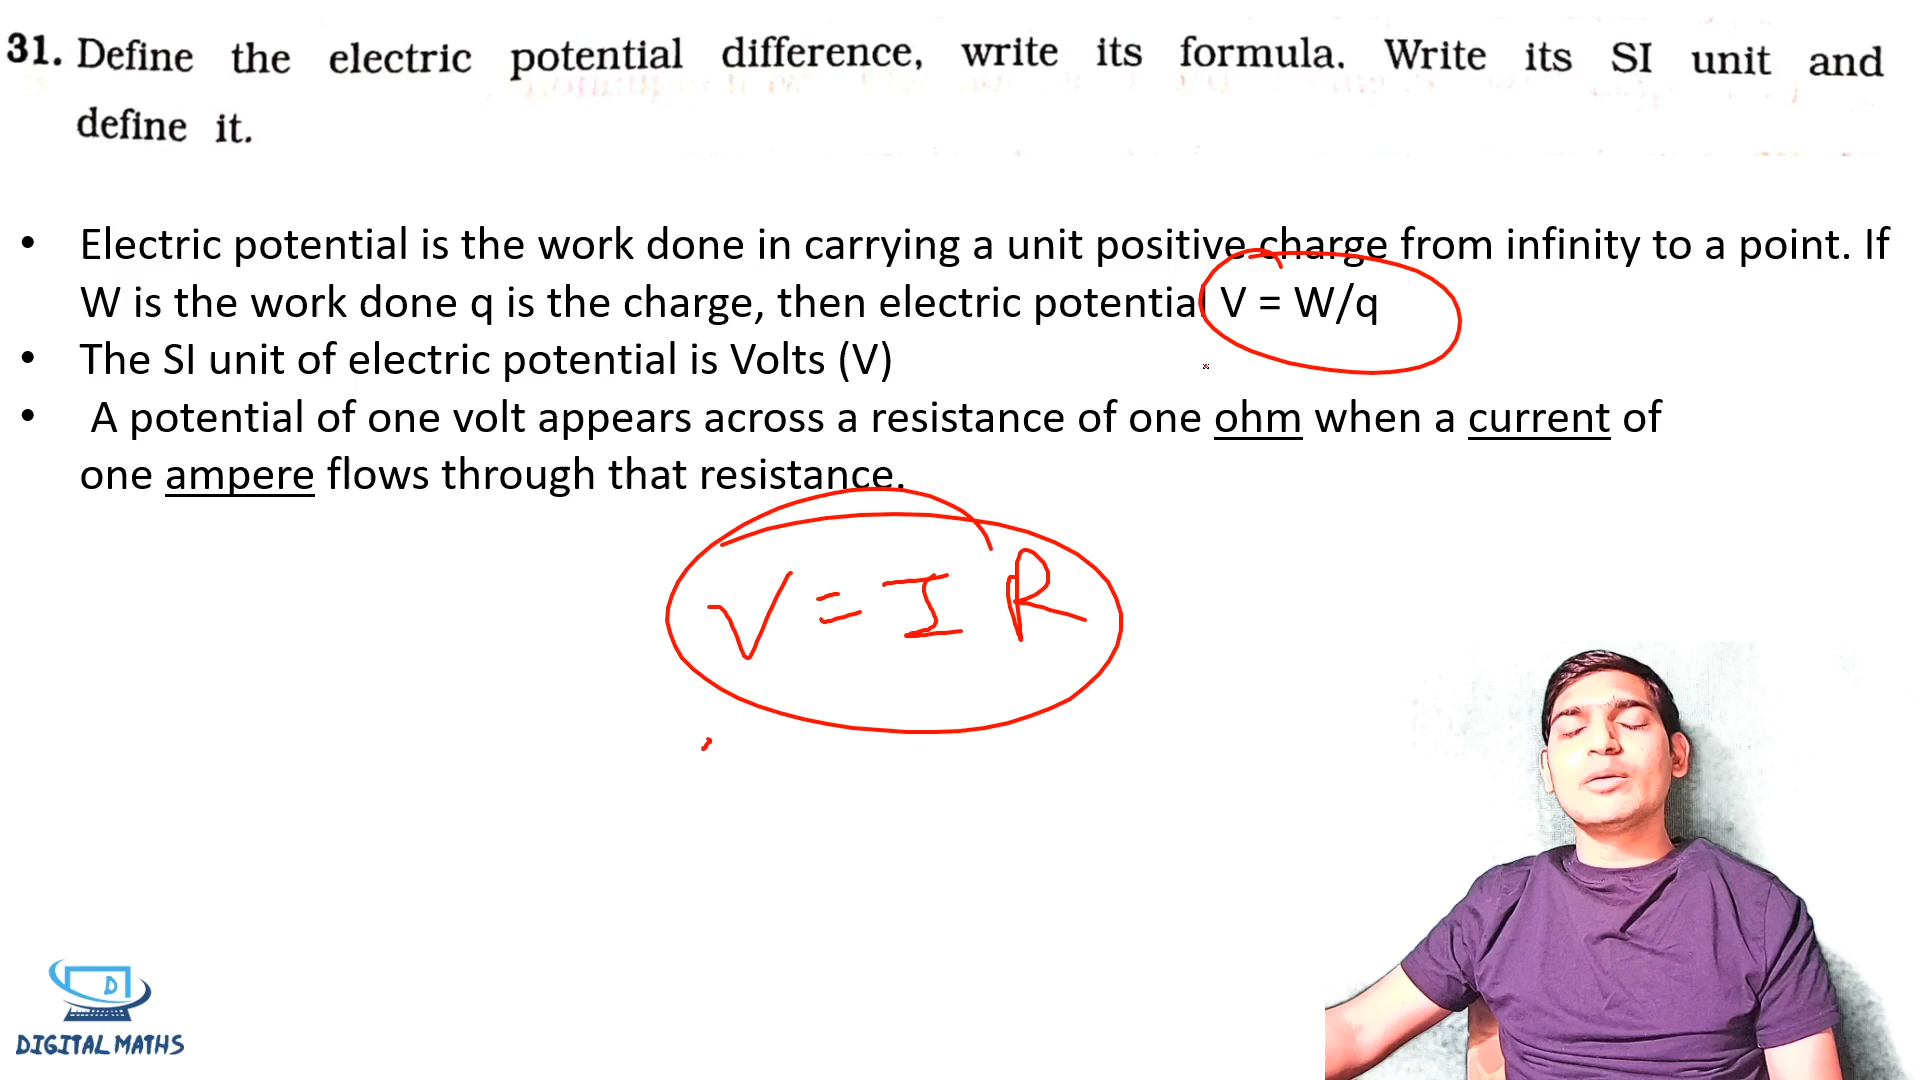 31. Define the electric potential difference, write its formula. Write its SI unit and
define it.
• Electric potential is the work done in carrying a unit positive charge from infinity to a point. If
W is the work done q is the charge, then electric potential V = W/q
• The SI unit of electric potential is Volts (V)
• A potential of one volt appears across a resistance of one ohm when a current of
one ampere flows through that resistance.
V = I R
D
DIGITAL MATHS